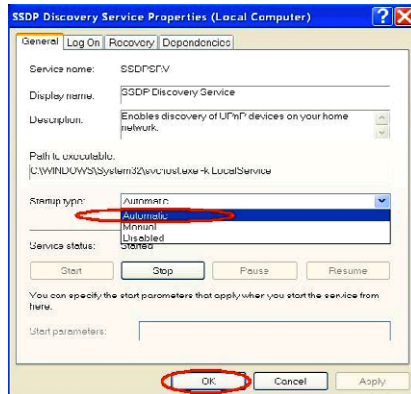 SSDP Discovery Service Properties (Local Computer)
General Log On Recovery Dependencies
Service name: SSDPSRV
Display name: SSDP Discovery Service
Description: Enables discovery of UPnP devices on your home
network.
Path to executable:
C:\WINDOWS\System32\svchost.exe -k LocalService
Startup type: Automatic
Automatic
Manual
Disabled
Service status: Started
Start Stop Pause Resume
You can specify the start parameters that apply when you start the service from
here.
Start parameters:
OK Cancel Apply